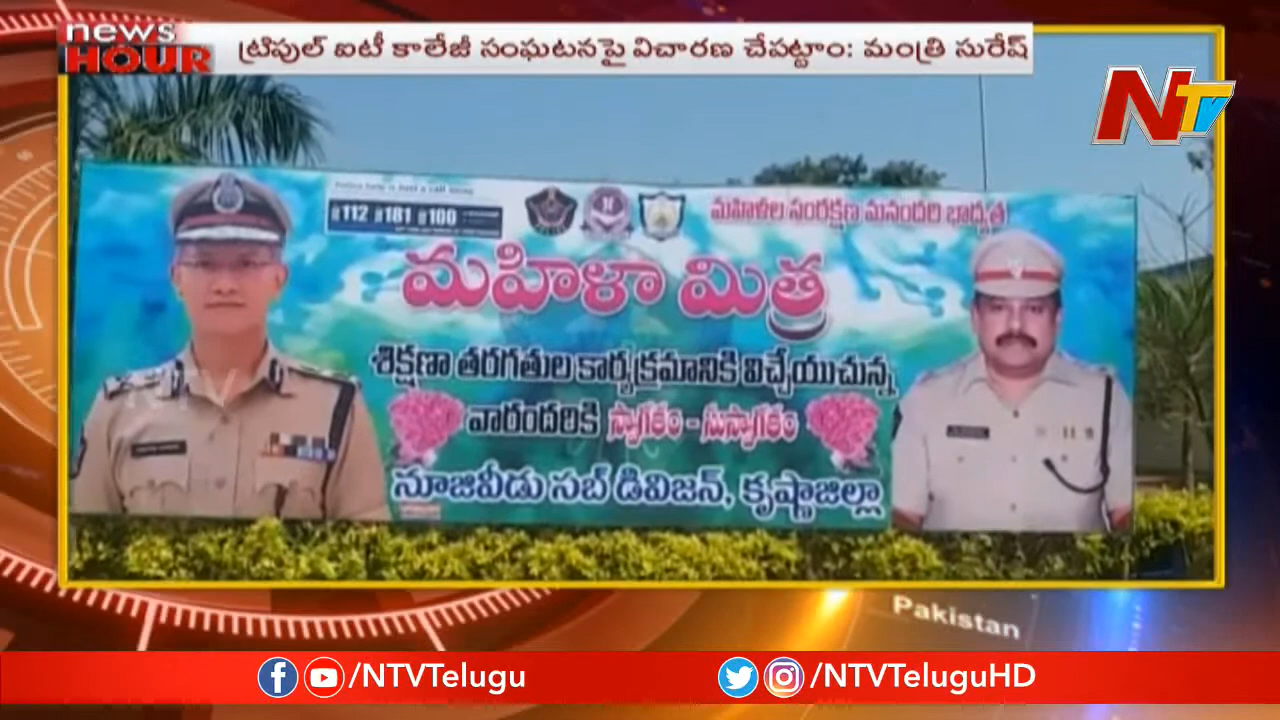 news
HOUR
ట్రిపుల్ ఐటీ కాలేజీ సంఘటనపై విచారణ చేపట్టాం: మంత్రి సురేష్
NTV
112 181 100
మహిళల సంరక్షణ మనందరి భాద్యత
మహిళా మిత్ర
శిక్షణా తరగతుల కార్యక్రమానికి విచ్చేయుచున్న
వారందరికి స్వాగతం - సుస్వాగతం
నూజివీడు సబ్ డివిజన్, కృష్ణాజిల్లా
Pakistan
/NTVTelugu
/NTVTeluguHD